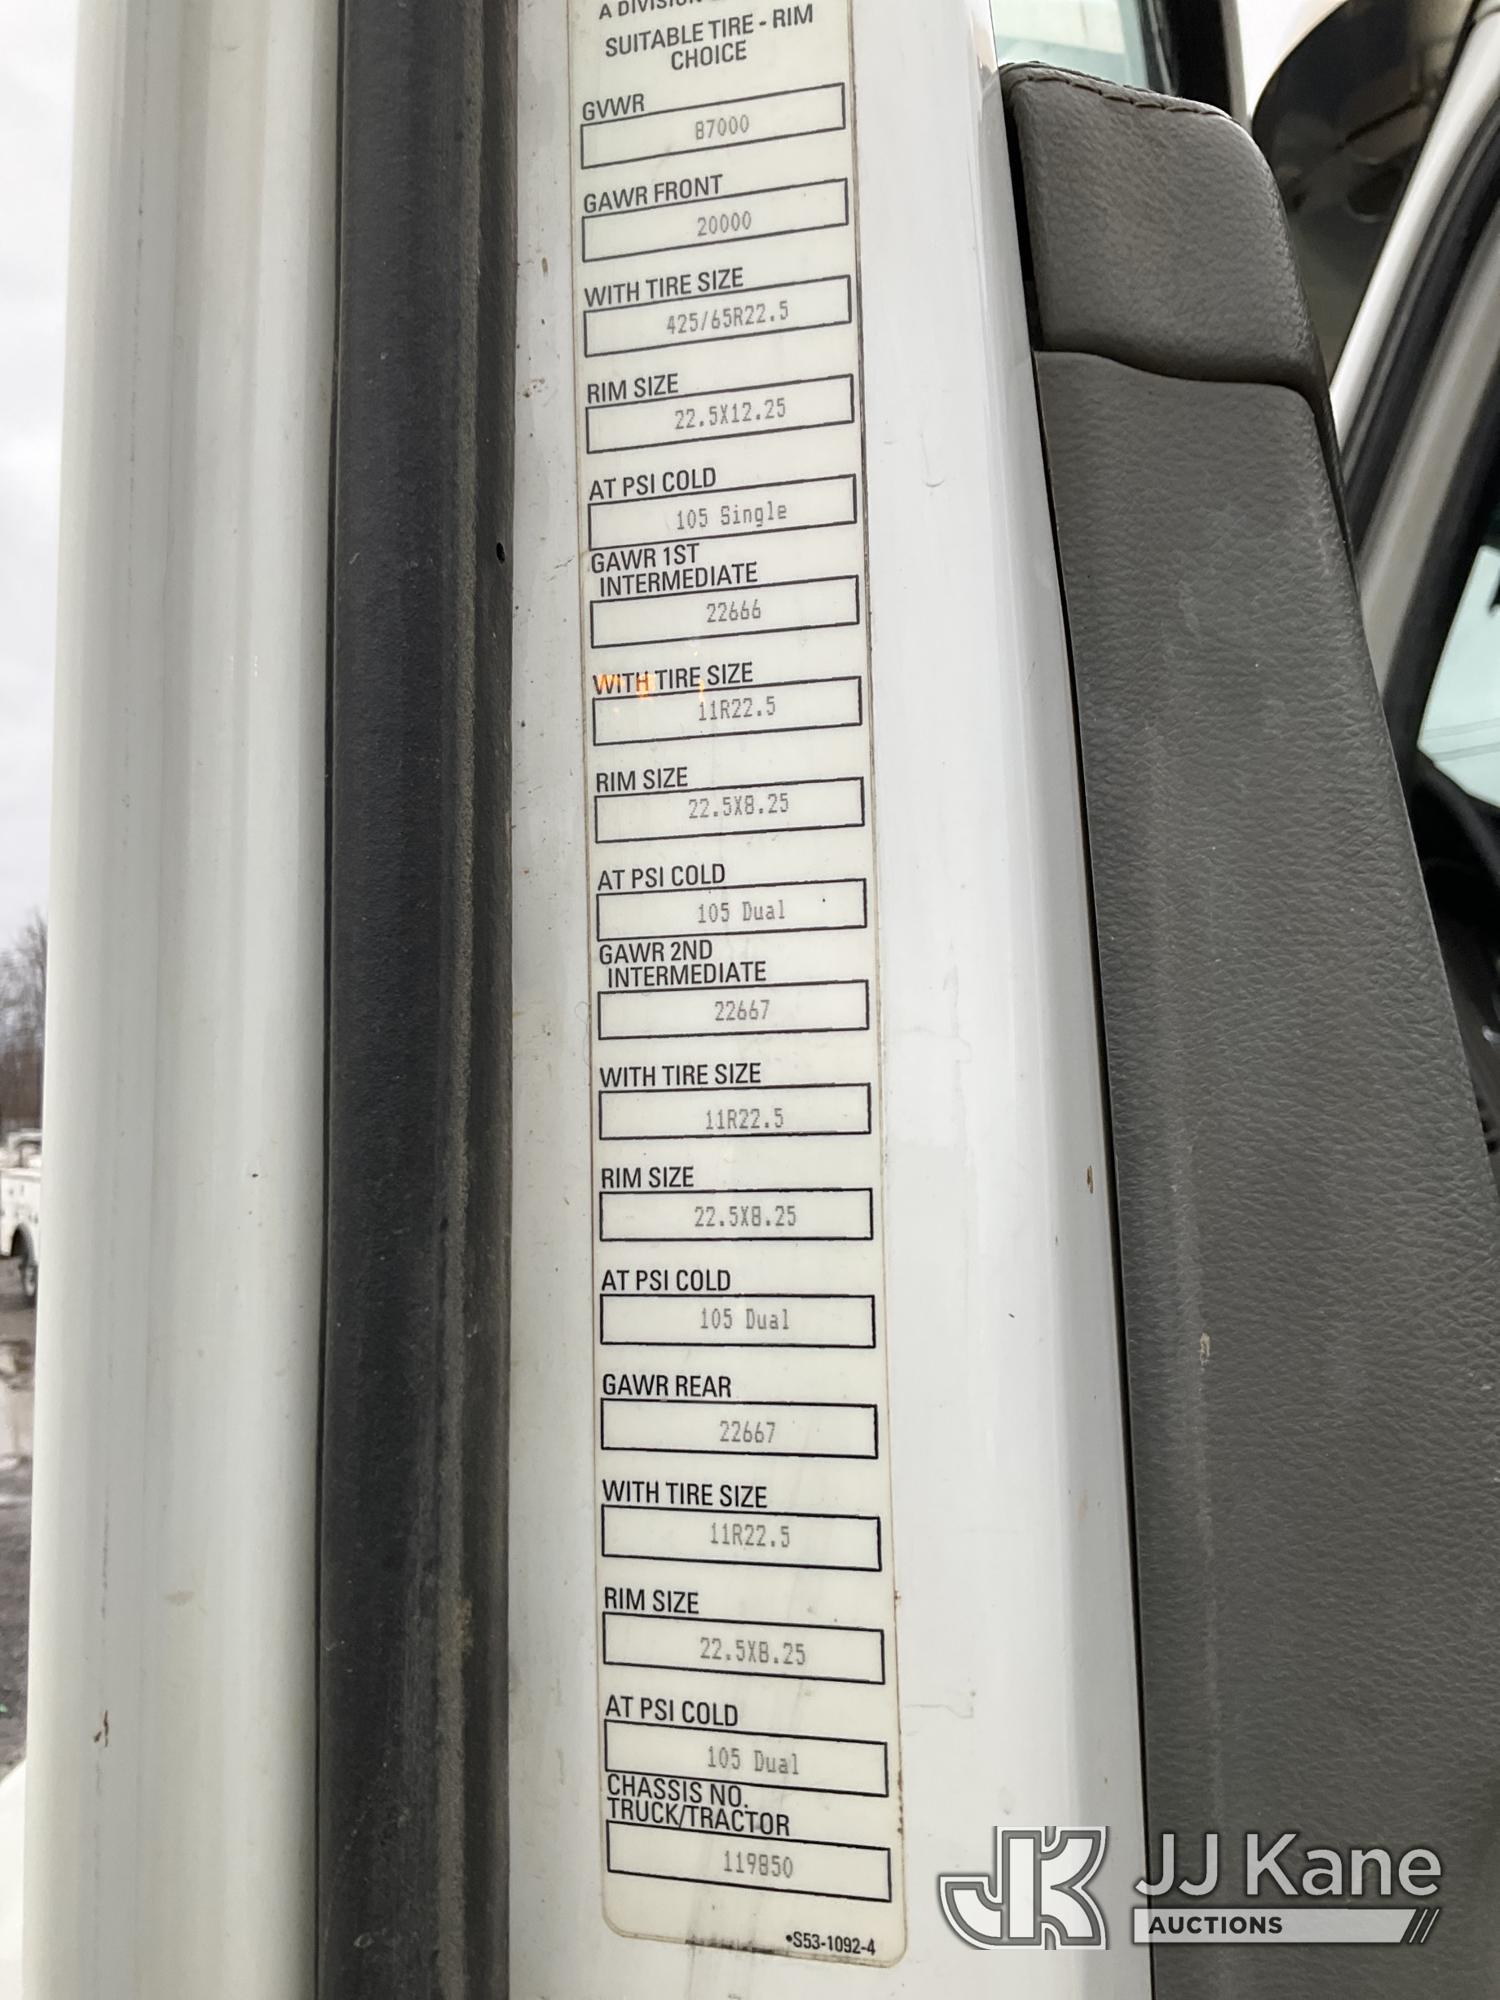 A DIVISION
SUITABLE TIRE - RIM
CHOICE
GVWR
87000
GAWR FRONT
20000
WITH TIRE SIZE
425/65R22.5
RIM SIZE
22.5X12.25
AT PSI COLD
105 Single
GAWR 1ST
INTERMEDIATE
22666
WITH TIRE SIZE
11R22.5
RIM SIZE
22.5X8.25
AT PSI COLD
105 Dual
GAWR 2ND
INTERMEDIATE
22667
WITH TIRE SIZE
11R22.5
RIM SIZE
22.5X8.25
AT PSI COLD
105 Dual
GAWR REAR
22667
WITH TIRE SIZE
11R22.5
RIM SIZE
22.5X8.25
AT PSI COLD
105 Dual
CHASSIS NO.
TRUCK/TRACTOR
119850
•S53-1092-4
JK JJ Kane
AUCTIONS